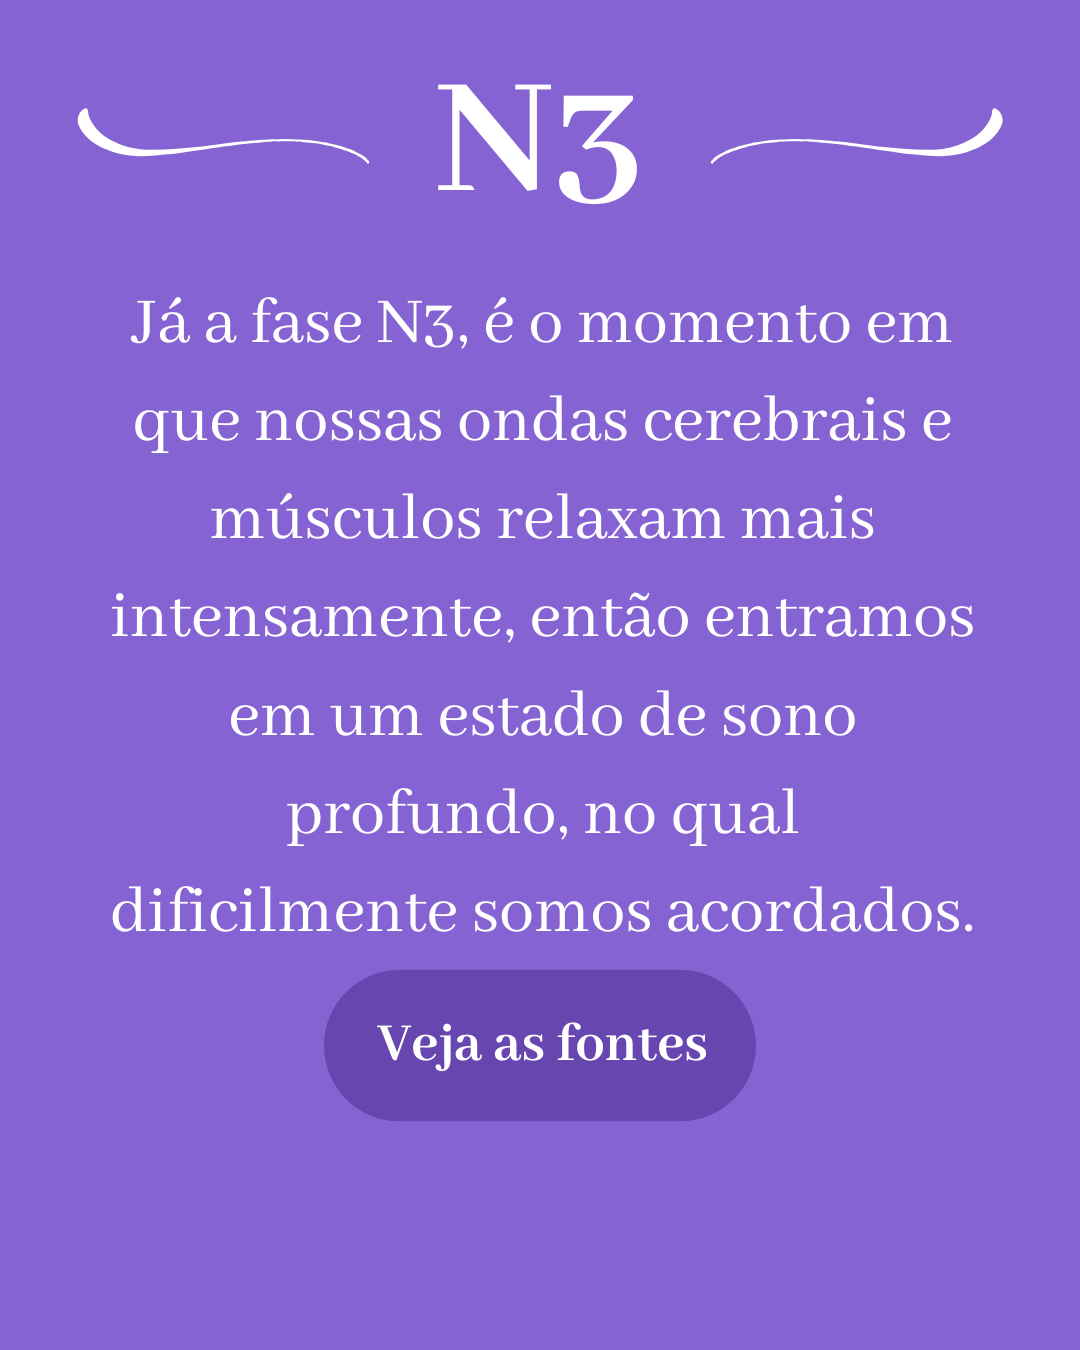 N3
Já a fase N3, é o momento em
que nossas ondas cerebrais e
músculos relaxam mais
intensamente, então entramos
em um estado de sono
profundo, no qual
dificilmente somos acordados.
Veja as fontes